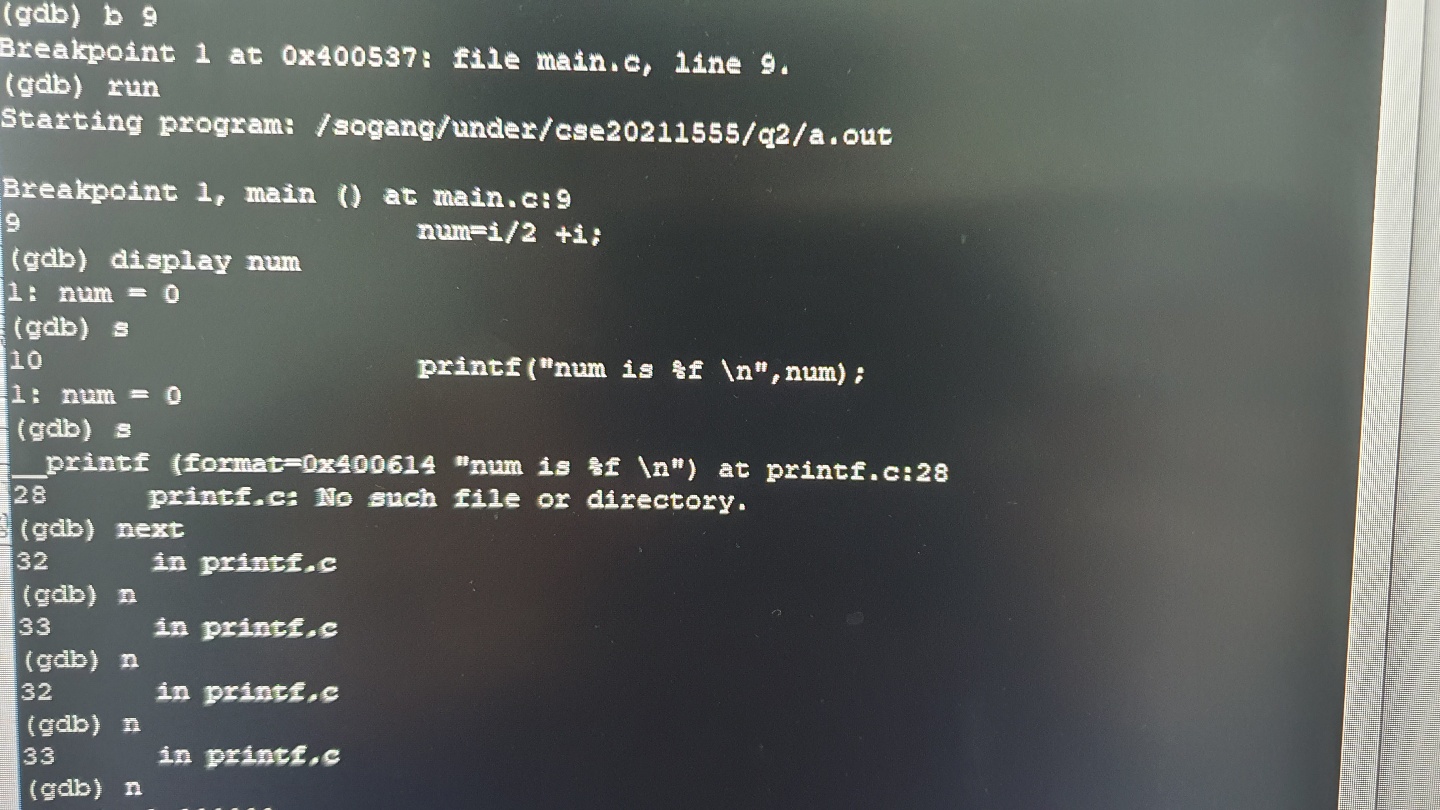 (gdb) b 9
Breakpoint 1 at 0x400537: file main.c, line 9.
(gdb) run
Starting program: /sogang/under/cse20211555/q2/a.out
Breakpoint 1, main () at main.c:9
9 num=i/2 +i;
(gdb) display num
1: num = 0
(gdb) s
10 printf("num is %f \n",num);
1: num = 0
(gdb) s
__printf (format=0x400614 "num is %f \n") at printf.c:28
28 printf.c: No such file or directory.
(gdb) next
32 in printf.c
(gdb) n
33 in printf.c
(gdb) n
32 in printf.c
(gdb) n
33 in printf.c
(gdb) n